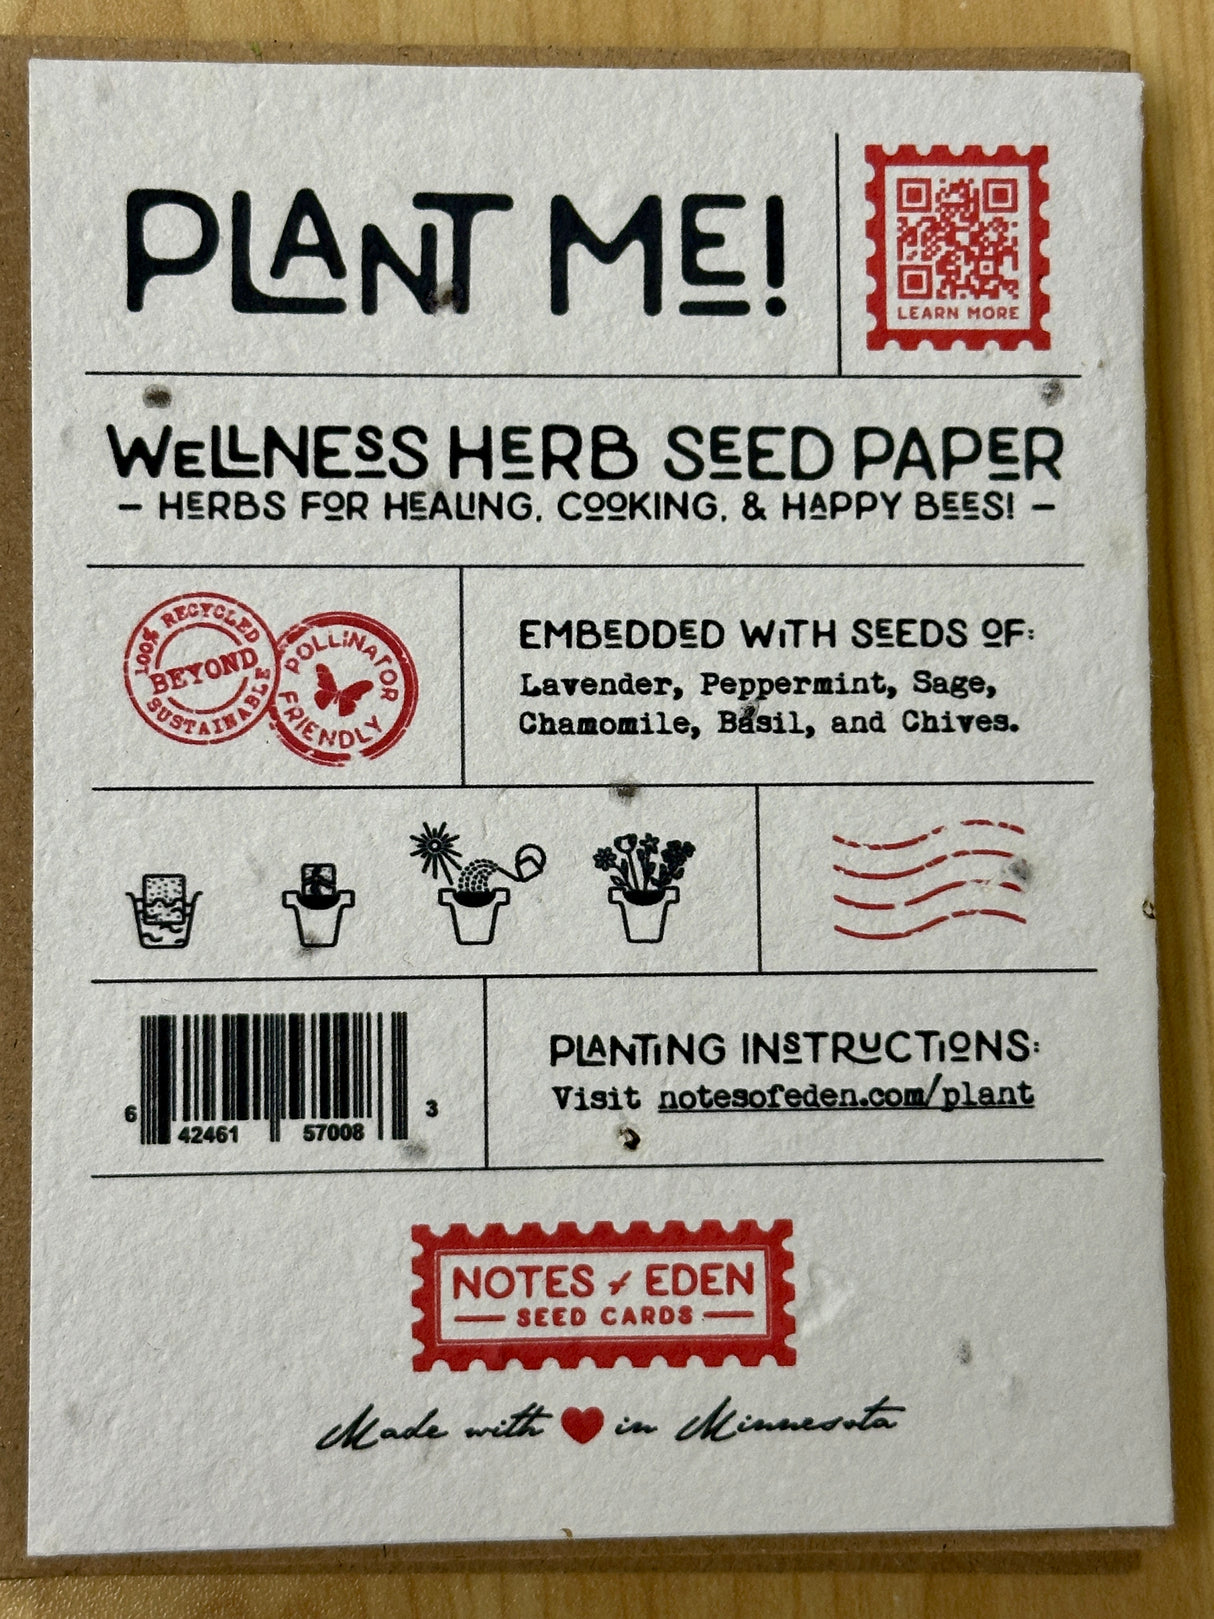 PLANT ME!
LEARN MORE
WELLNESS HERB SEED PAPER
– HERBS FOR HEALING, COOKING, & HAPPY BEES! –
100% RECYCLED
BEYOND
SUSTAINABLE
POLLINATOR
FRIENDLY
EMBEDDED WITH SEEDS OF:
Lavender, Peppermint, Sage,
Chamomile, Basil, and Chives.
6 42461 57008 3
PLANTING INSTRUCTIONS:
Visit notesofeden.com/plant
NOTES of EDEN
— SEED CARDS —
Made with ❤ in Minnesota